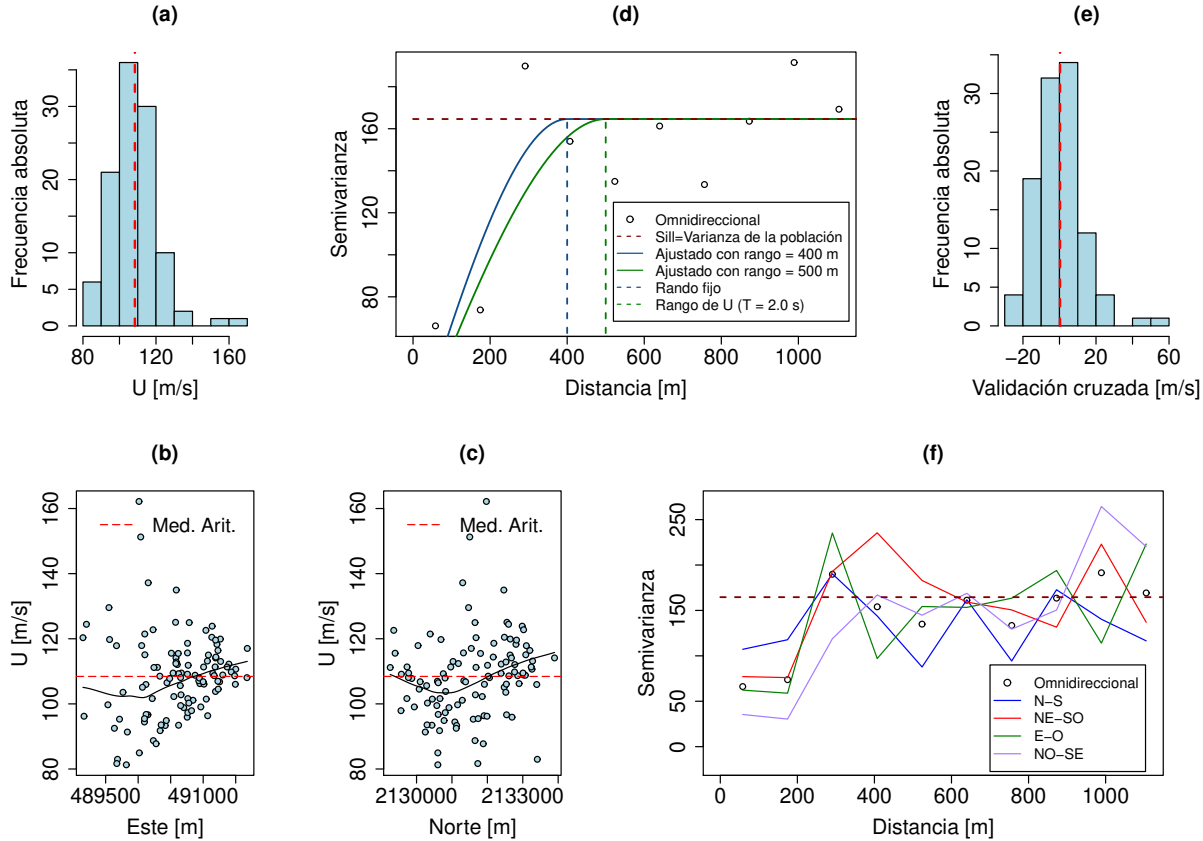 (a)
Frecuencia absoluta
0 5 10 20 30
80 120 160
U [m/s]
(d)
Semivarianza
80 120 160
Omnidireccional
Sill=Varianza de la población
Ajustado con rango = 400 m
Ajustado con rango = 500 m
Rando fijo
Rango de U (T = 2.0 s)
0 200 400 600 800 1000
Distancia [m]
(e)
Frecuencia absoluta
0 5 10 20 30
−20 20 60
Validación cruzada [m/s]
(b)
U [m/s]
80 100 120 140 160
Med. Arit.
489500 491000
Este [m]
(c)
U [m/s]
80 100 120 140 160
Med. Arit.
2130000 2133000
Norte [m]
(f)
Semivarianza
0 50 150 250
Omnidireccional
N−S
NE−SO
E−O
NO−SE
0 200 400 600 800 1000
Distancia [m]